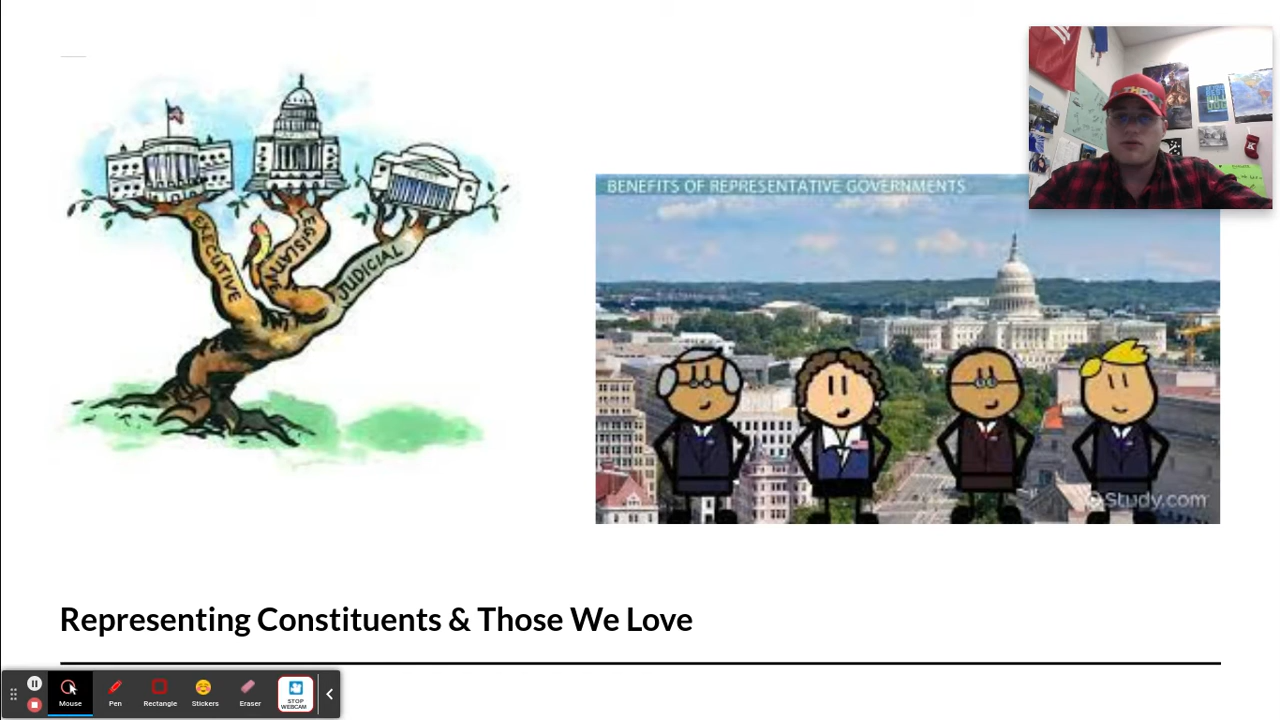 EXECUTIVE
LEGISLATIVE
JUDICIAL
BENEFITS OF REPRESENTATIVE GOVERNMENTS
Study.com
Representing Constituents & Those We Love
Mouse
Pen
Rectangle
Stickers
Eraser
STOP
WEBCAM